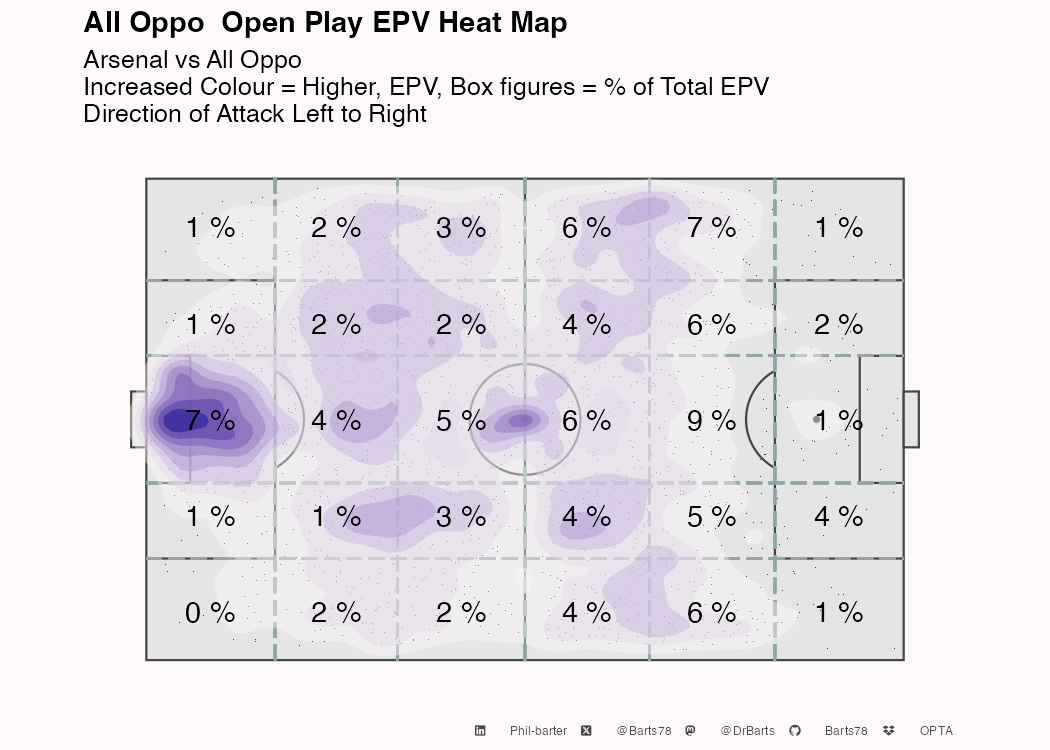 All Oppo  Open Play EPV Heat Map
Arsenal vs All Oppo
Increased Colour = Higher, EPV, Box figures = % of Total EPV
Direction of Attack Left to Right
1 % 2 % 3 % 6 % 7 % 1 %
1 % 2 % 2 % 4 % 6 % 2 %
7 % 4 % 5 % 6 % 9 % 1 %
1 % 1 % 3 % 4 % 5 % 4 %
0 % 2 % 2 % 4 % 6 % 1 %
Phil-barter @Barts78 @DrBarts Barts78 OPTA